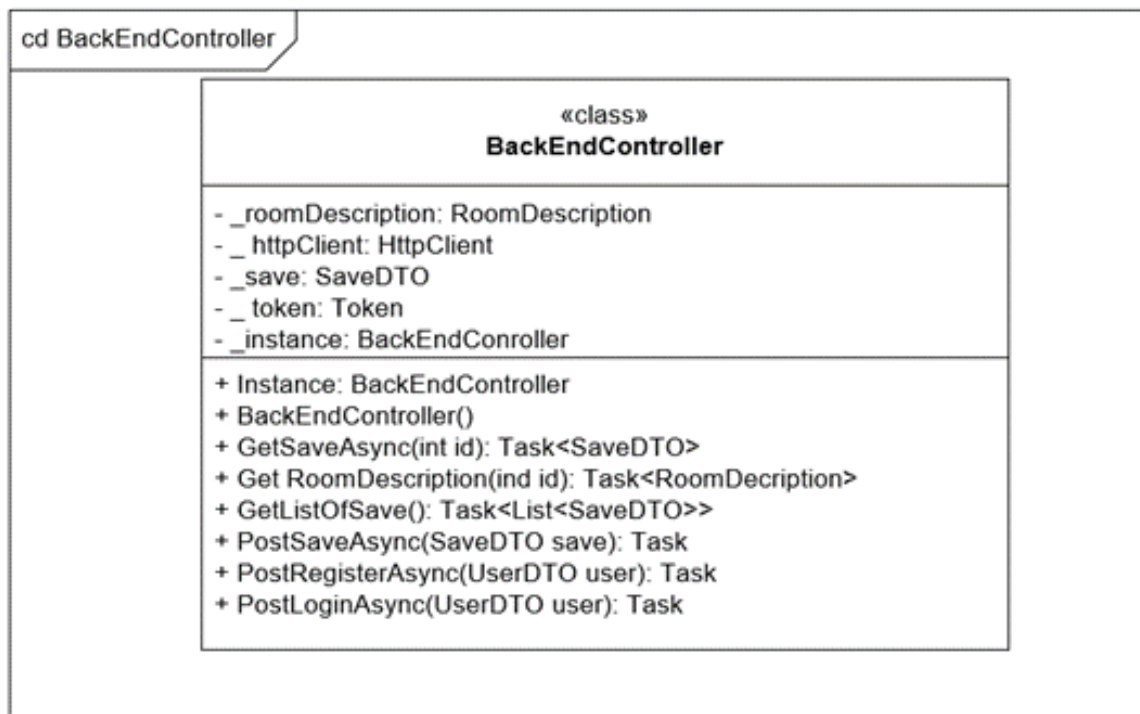 cd BackEndController
«class»
BackEndController
- _roomDescription: RoomDescription
- _ httpClient: HttpClient
- _save: SaveDTO
- _ token: Token
- _instance: BackEndConroller
+ Instance: BackEndController
+ BackEndController()
+ GetSaveAsync(int id): Task<SaveDTO>
+ Get RoomDescription(ind id): Task<RoomDecription>
+ GetListOfSave(): Task<List<SaveDTO>>
+ PostSaveAsync(SaveDTO save): Task
+ PostRegisterAsync(UserDTO user): Task
+ PostLoginAsync(UserDTO user): Task